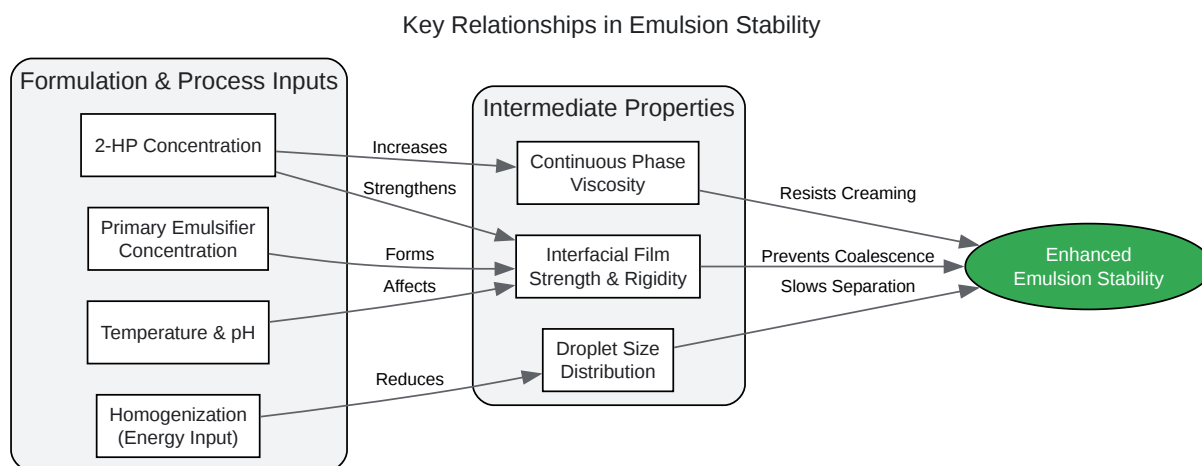 Key Relationships in Emulsion Stability
Formulation & Process Inputs
2-HP Concentration
Primary Emulsifier
Concentration
Temperature & pH
Homogenization
(Energy Input)
Increases
Strengthens
Forms
Affects
Reduces
Intermediate Properties
Continuous Phase
Viscosity
Interfacial Film
Strength & Rigidity
Droplet Size
Distribution
Resists Creaming
Prevents Coalescence
Slows Separation
Enhanced
Emulsion Stability